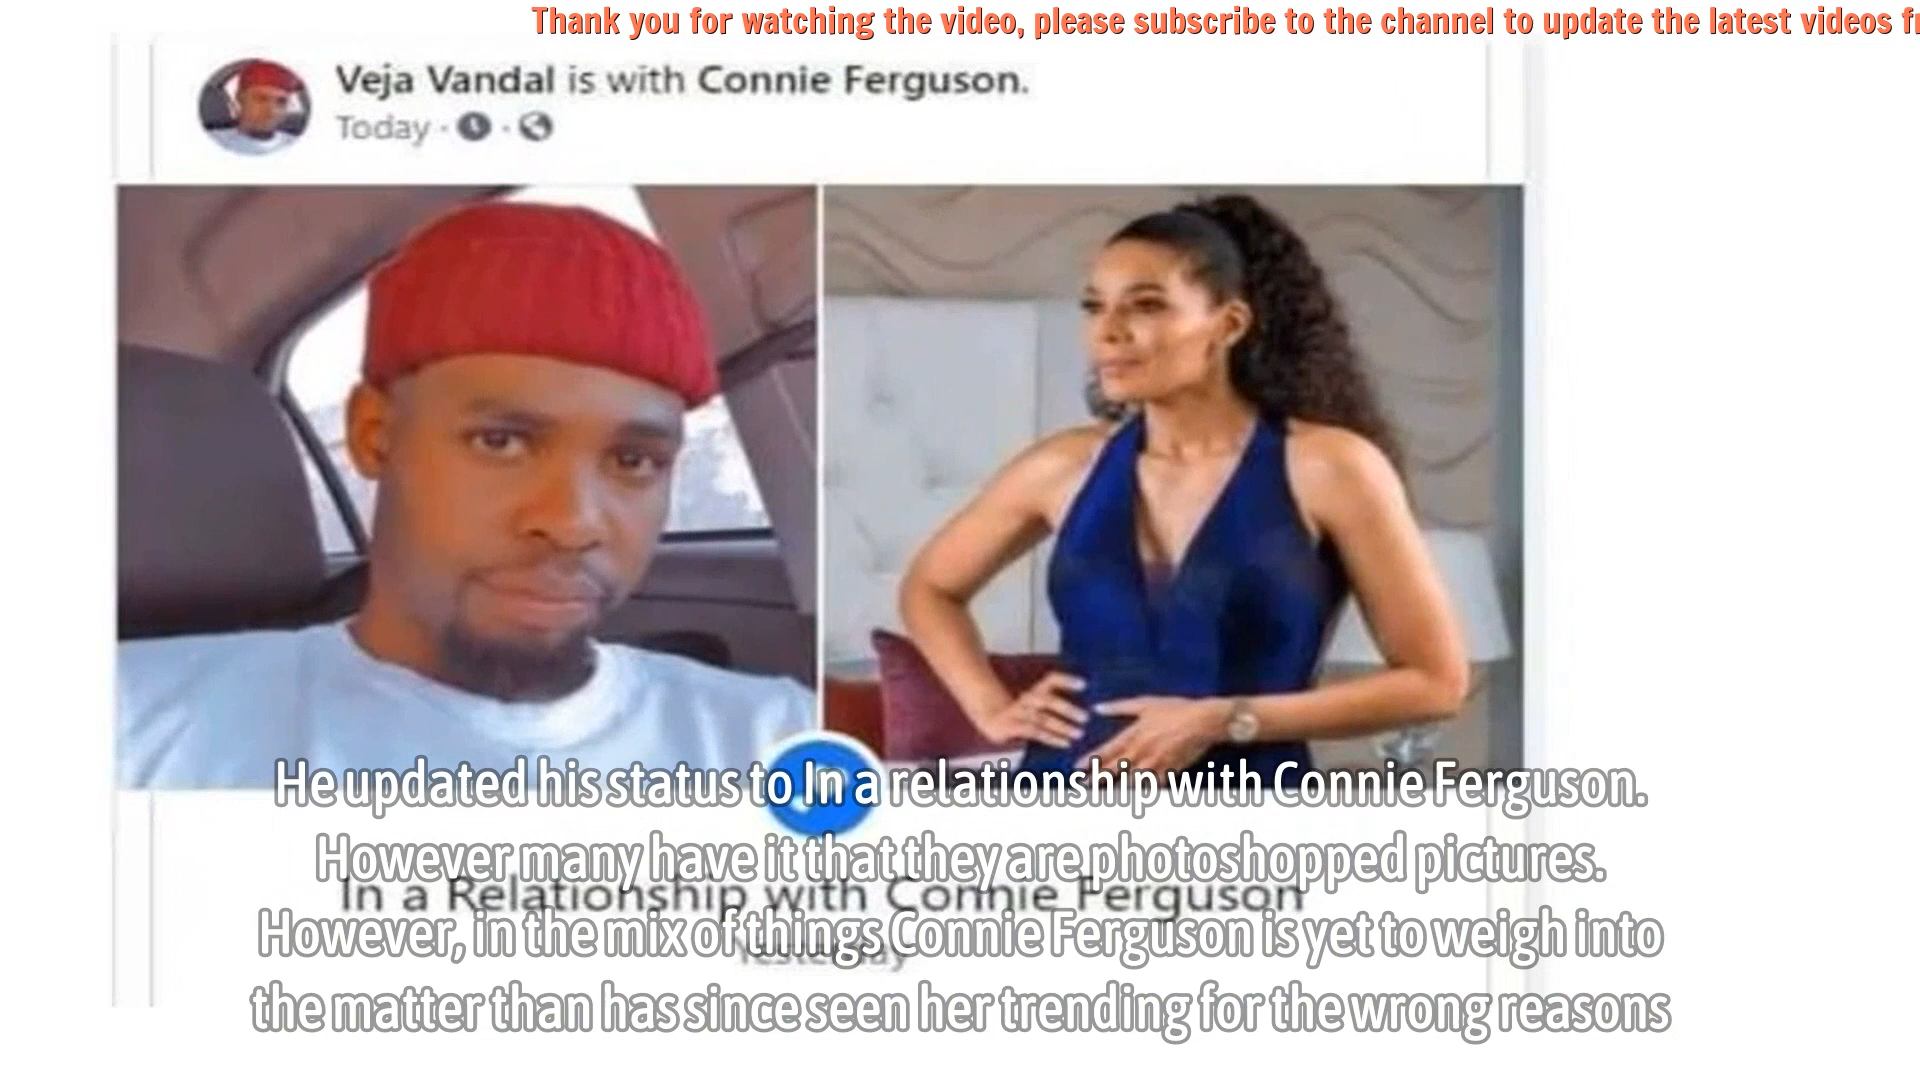 Thank you for watching the video, please subscribe to the channel to update the latest videos fr
Veja Vandal is with Connie Ferguson.
Today
He updated his status to In a relationship with Connie Ferguson.
However many have it that they are photoshopped pictures.
In a Relationship with Connie Ferguson
However, in the mix of things Connie Ferguson is yet to weigh into
Yesterday
the matter than has since seen her trending for the wrong reasons